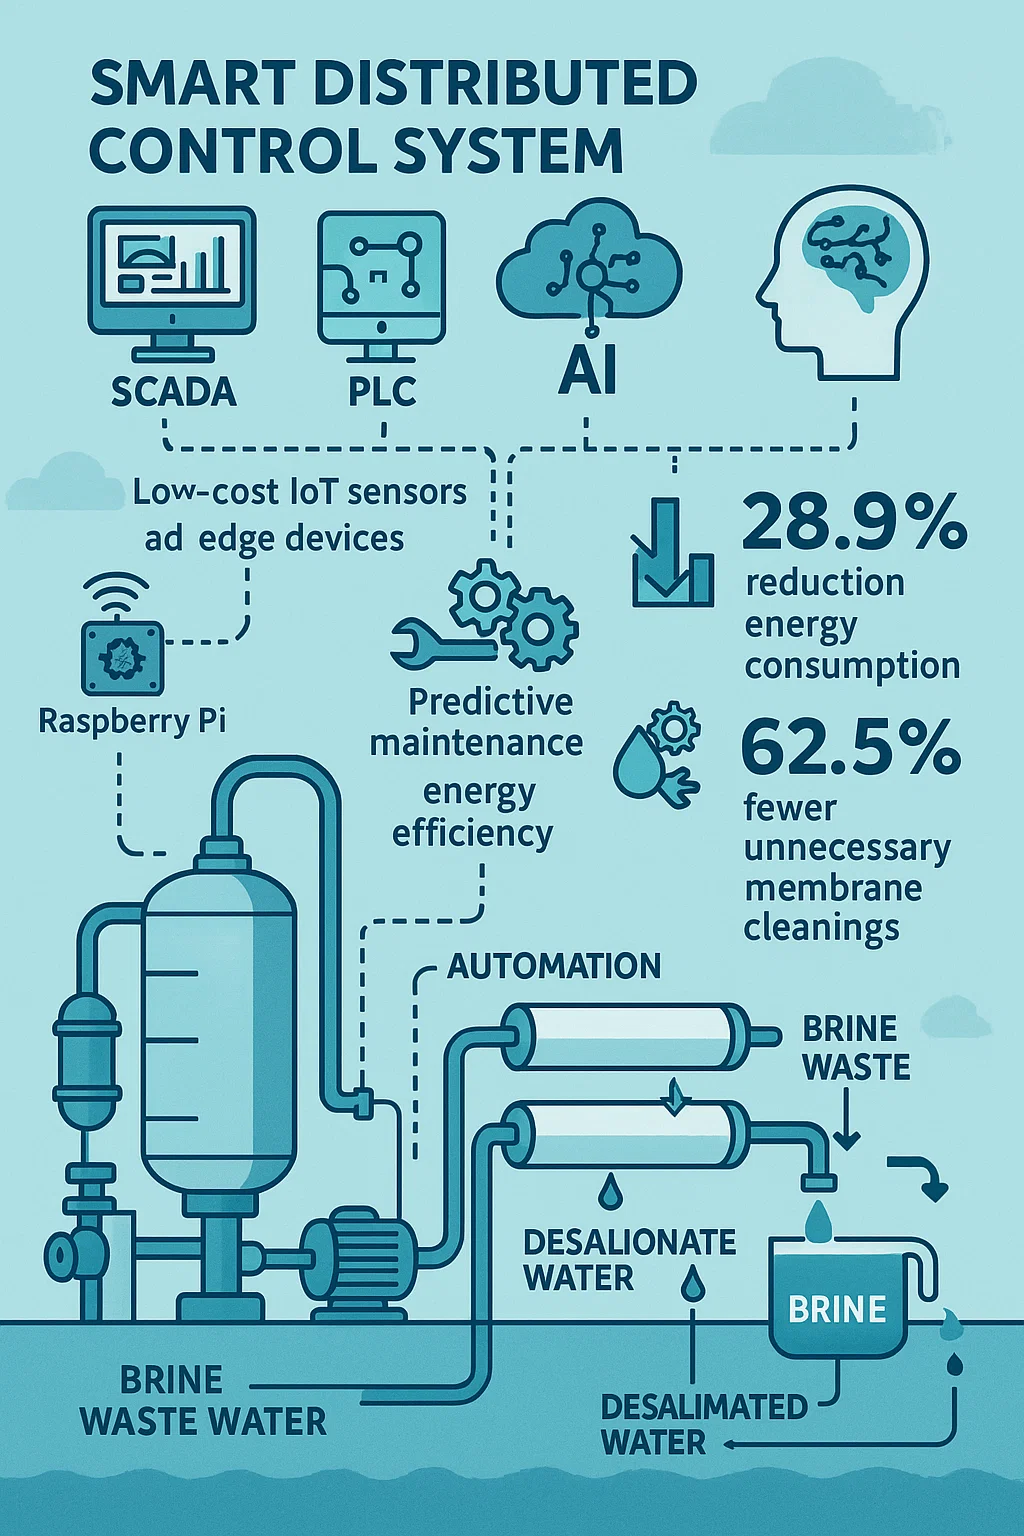 SMART DISTRIBUTED
CONTROL SYSTEM
SCADA
PLC
AI
Low-cost IoT sensors
ad edge devices
28.9%
reduction
energy
consumption
Raspberry Pi
Predictive
maintenance
energy
efficiency
62.5%
fewer
unnecessary
membrane
cleanings
AUTOMATION
BRINE
WASTE
DESALIONATE
WATER
BRINE
BRINE
WASTE WATER
DESALIMATED
WATER